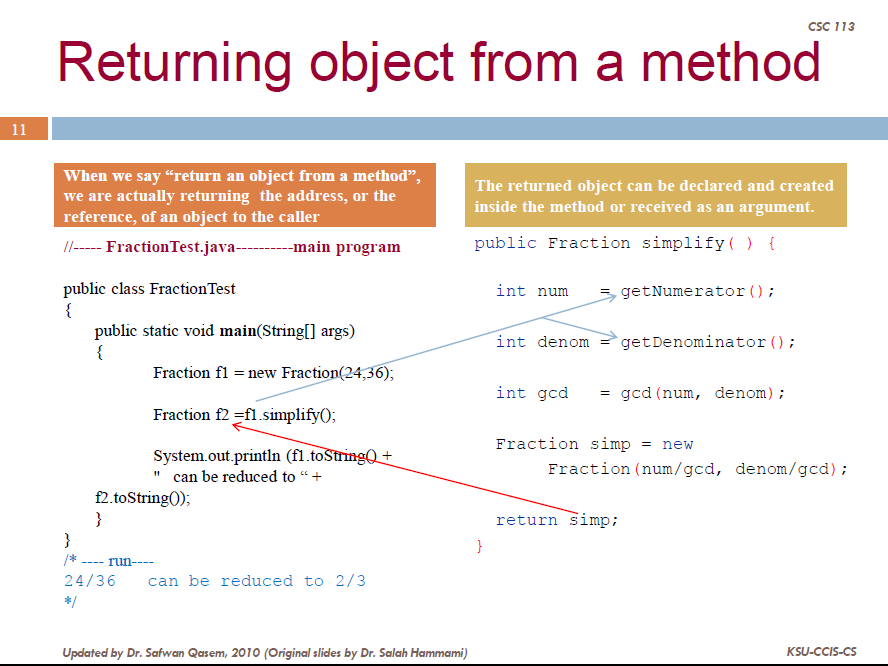 CSC 113
Returning object from a method
11
When we say “return an object from a method”,
we are actually returning the address, or the
reference, of an object to the caller
//----- FractionTest.java----------main program
public class FractionTest
{
public static void main(String[] args)
{
Fraction f1 = new Fraction(24,36);
Fraction f2 =f1.simplify();
System.out.println (f1.toString() +
" can be reduced to “ +
f2.toString());
}
}
/* ---- run----
24/36 can be reduced to 2/3
*/
The returned object can be declared and created
inside the method or received as an argument.
public Fraction simplify( ) {
int num = getNumerator();
int denom = getDenominator();
int gcd = gcd(num, denom);
Fraction simp = new
Fraction(num/gcd, denom/gcd);
return simp;
}
Updated by Dr. Safwan Qasem, 2010 (Original slides by Dr. Salah Hammami)
KSU-CCIS-CS